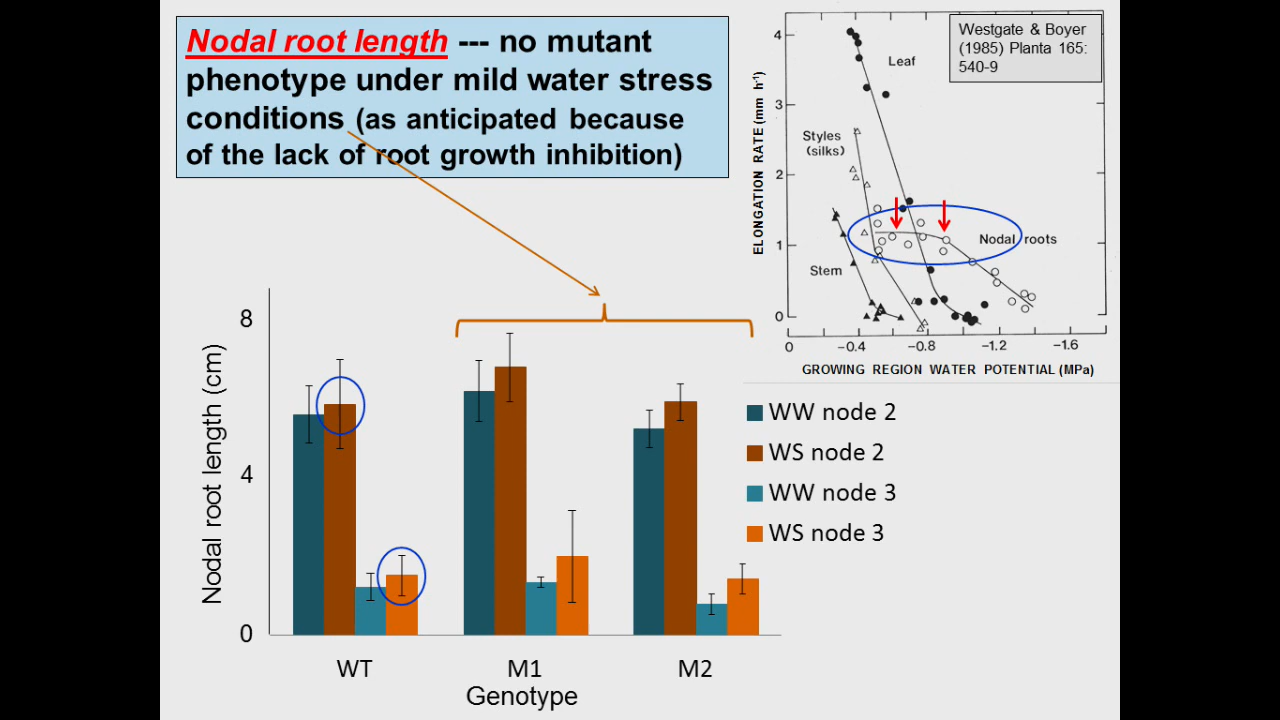 Nodal root length --- no mutant
phenotype under mild water stress
conditions (as anticipated because
of the lack of root growth inhibition)
Westgate & Boyer
(1985) Planta 165:
540-9
ELONGATION RATE (mm h-1)
4
3
2
1
0
Leaf
Styles
(silks)
Nodal roots
Stem
0
-0.4
-0.8
-1.2
-1.6
GROWING REGION WATER POTENTIAL (MPa)
Nodal root length (cm)
8
4
0
WT
M1
M2
Genotype
WW node 2
WS node 2
WW node 3
WS node 3